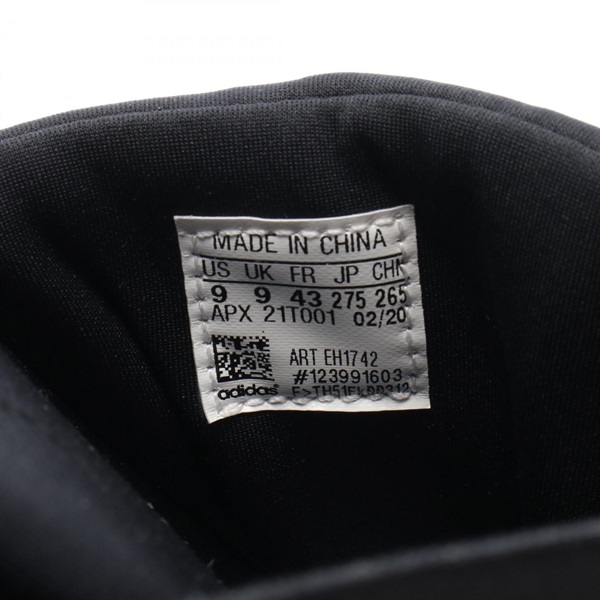 MADE IN CHINA
US UK FR JP CHN
9 9 43 275 265
APX 21T001 02/20
ART EH1742
#123991603
adidas